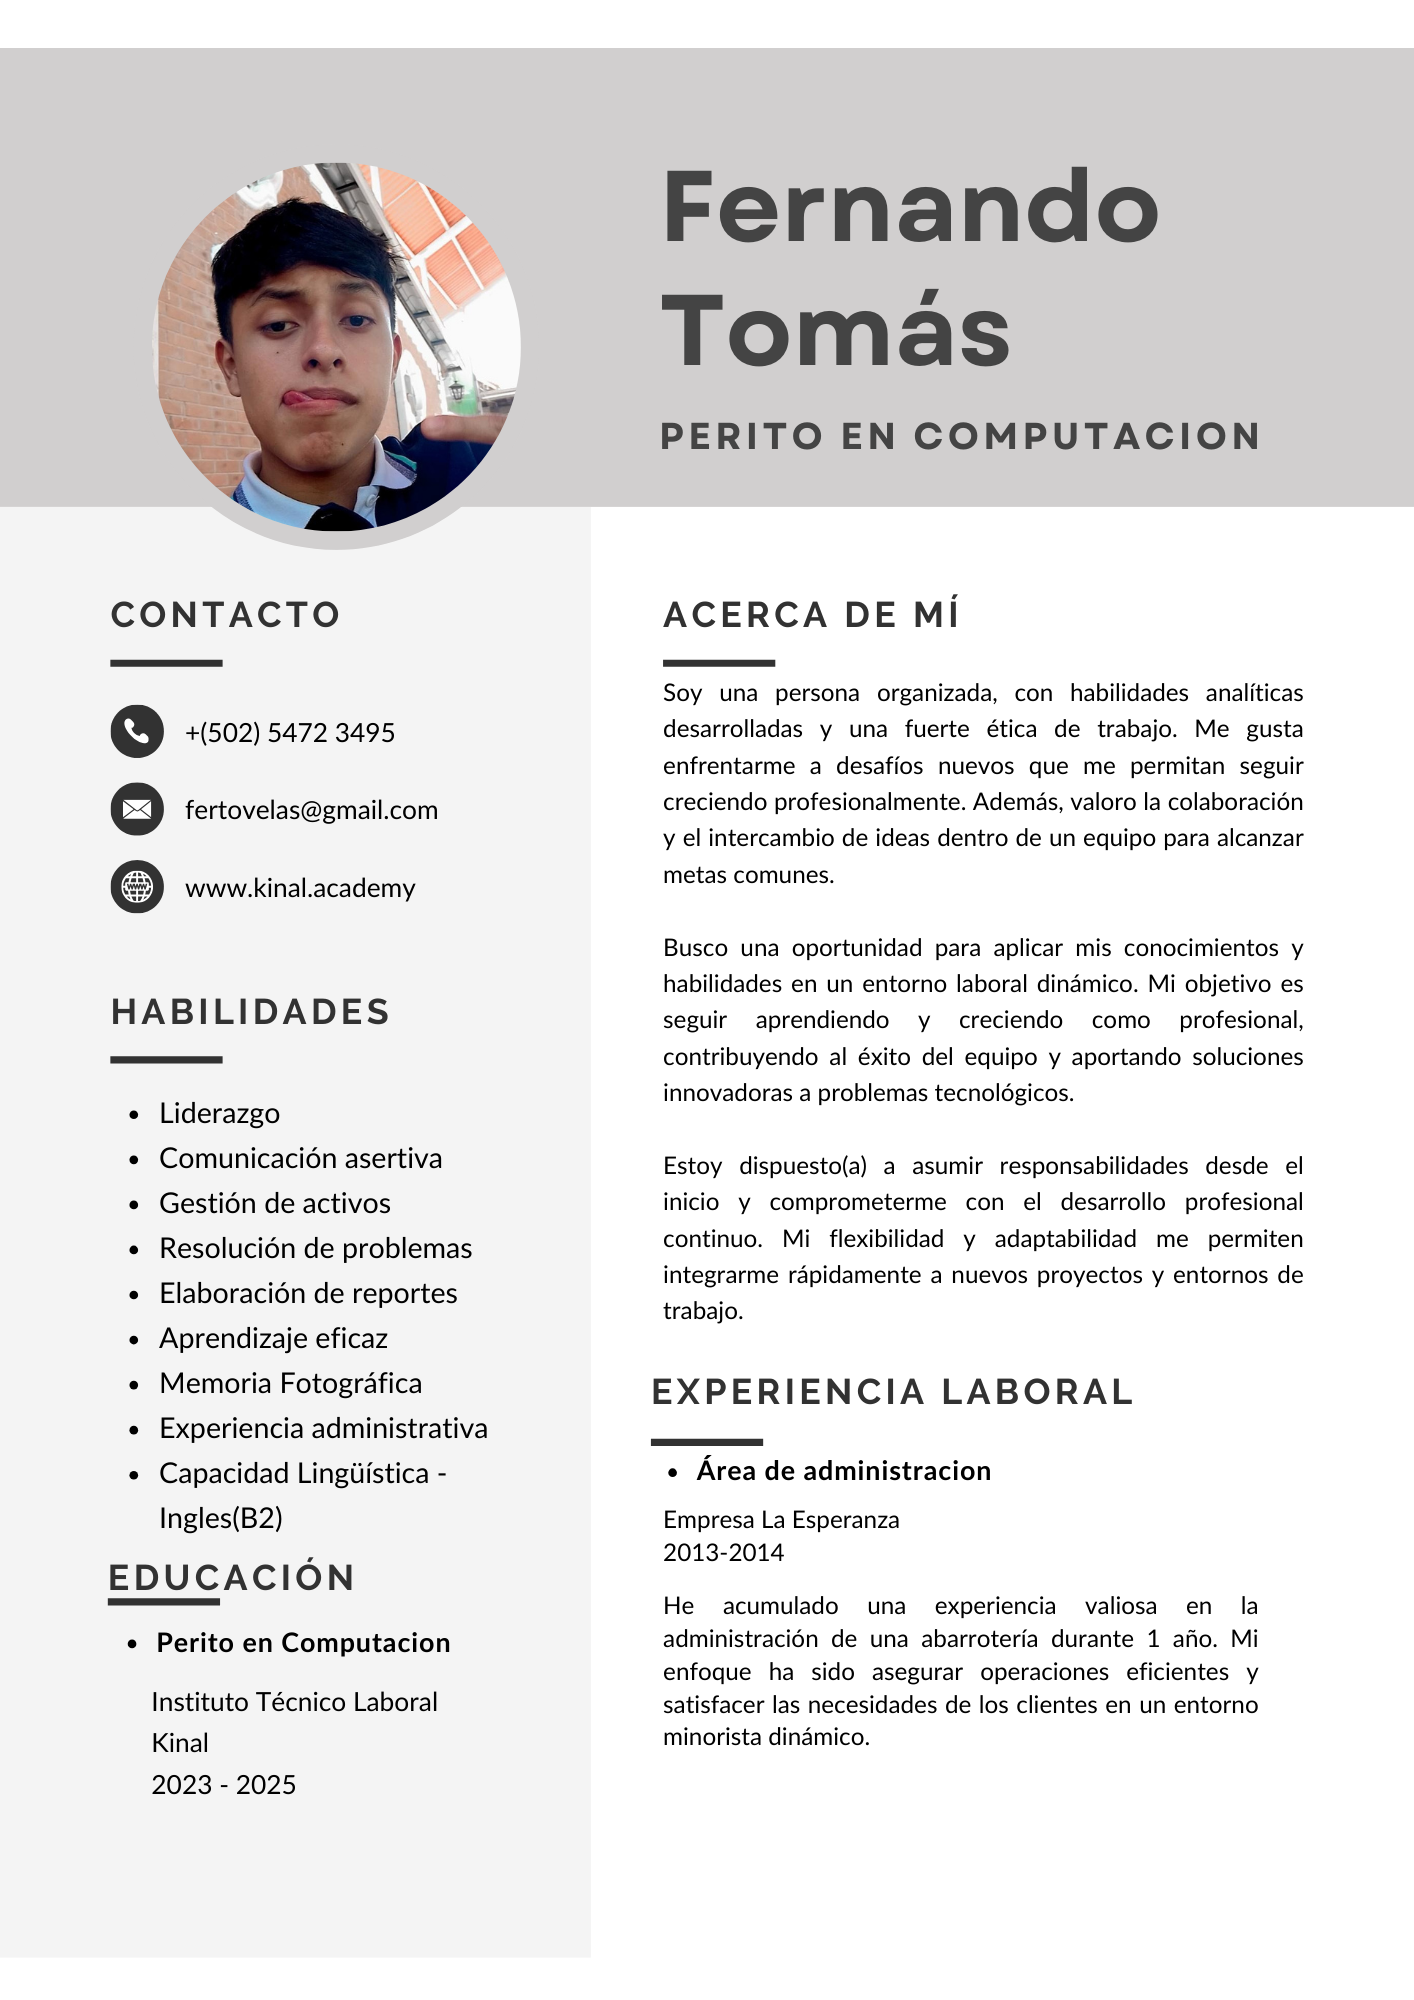 Fernando
Tomás
PERITO EN COMPUTACION
CONTACTO
+(502) 5472 3495
fertovelas@gmail.com
www.kinal.academy
HABILIDADES
• Liderazgo
• Comunicación asertiva
• Gestión de activos
• Resolución de problemas
• Elaboración de reportes
• Aprendizaje eficaz
• Memoria Fotográfica
• Experiencia administrativa
• Capacidad Lingüística -
Ingles(B2)
EDUCACIÓN
• Perito en Computacion
Instituto Técnico Laboral
Kinal
2023 - 2025
ACERCA DE MÍ
Soy una persona organizada, con habilidades analíticas
desarrolladas y una fuerte ética de trabajo. Me gusta
enfrentarme a desafíos nuevos que me permitan seguir
creciendo profesionalmente. Además, valoro la colaboración
y el intercambio de ideas dentro de un equipo para alcanzar
metas comunes.
Busco una oportunidad para aplicar mis conocimientos y
habilidades en un entorno laboral dinámico. Mi objetivo es
seguir aprendiendo y creciendo como profesional,
contribuyendo al éxito del equipo y aportando soluciones
innovadoras a problemas tecnológicos.
Estoy dispuesto(a) a asumir responsabilidades desde el
inicio y comprometerme con el desarrollo profesional
continuo. Mi flexibilidad y adaptabilidad me permiten
integrarme rápidamente a nuevos proyectos y entornos de
trabajo.
EXPERIENCIA LABORAL
• Área de administracion
Empresa La Esperanza
2013-2014
He acumulado una experiencia valiosa en la
administración de una abarrotería durante 1 año. Mi
enfoque ha sido asegurar operaciones eficientes y
satisfacer las necesidades de los clientes en un entorno
minorista dinámico.